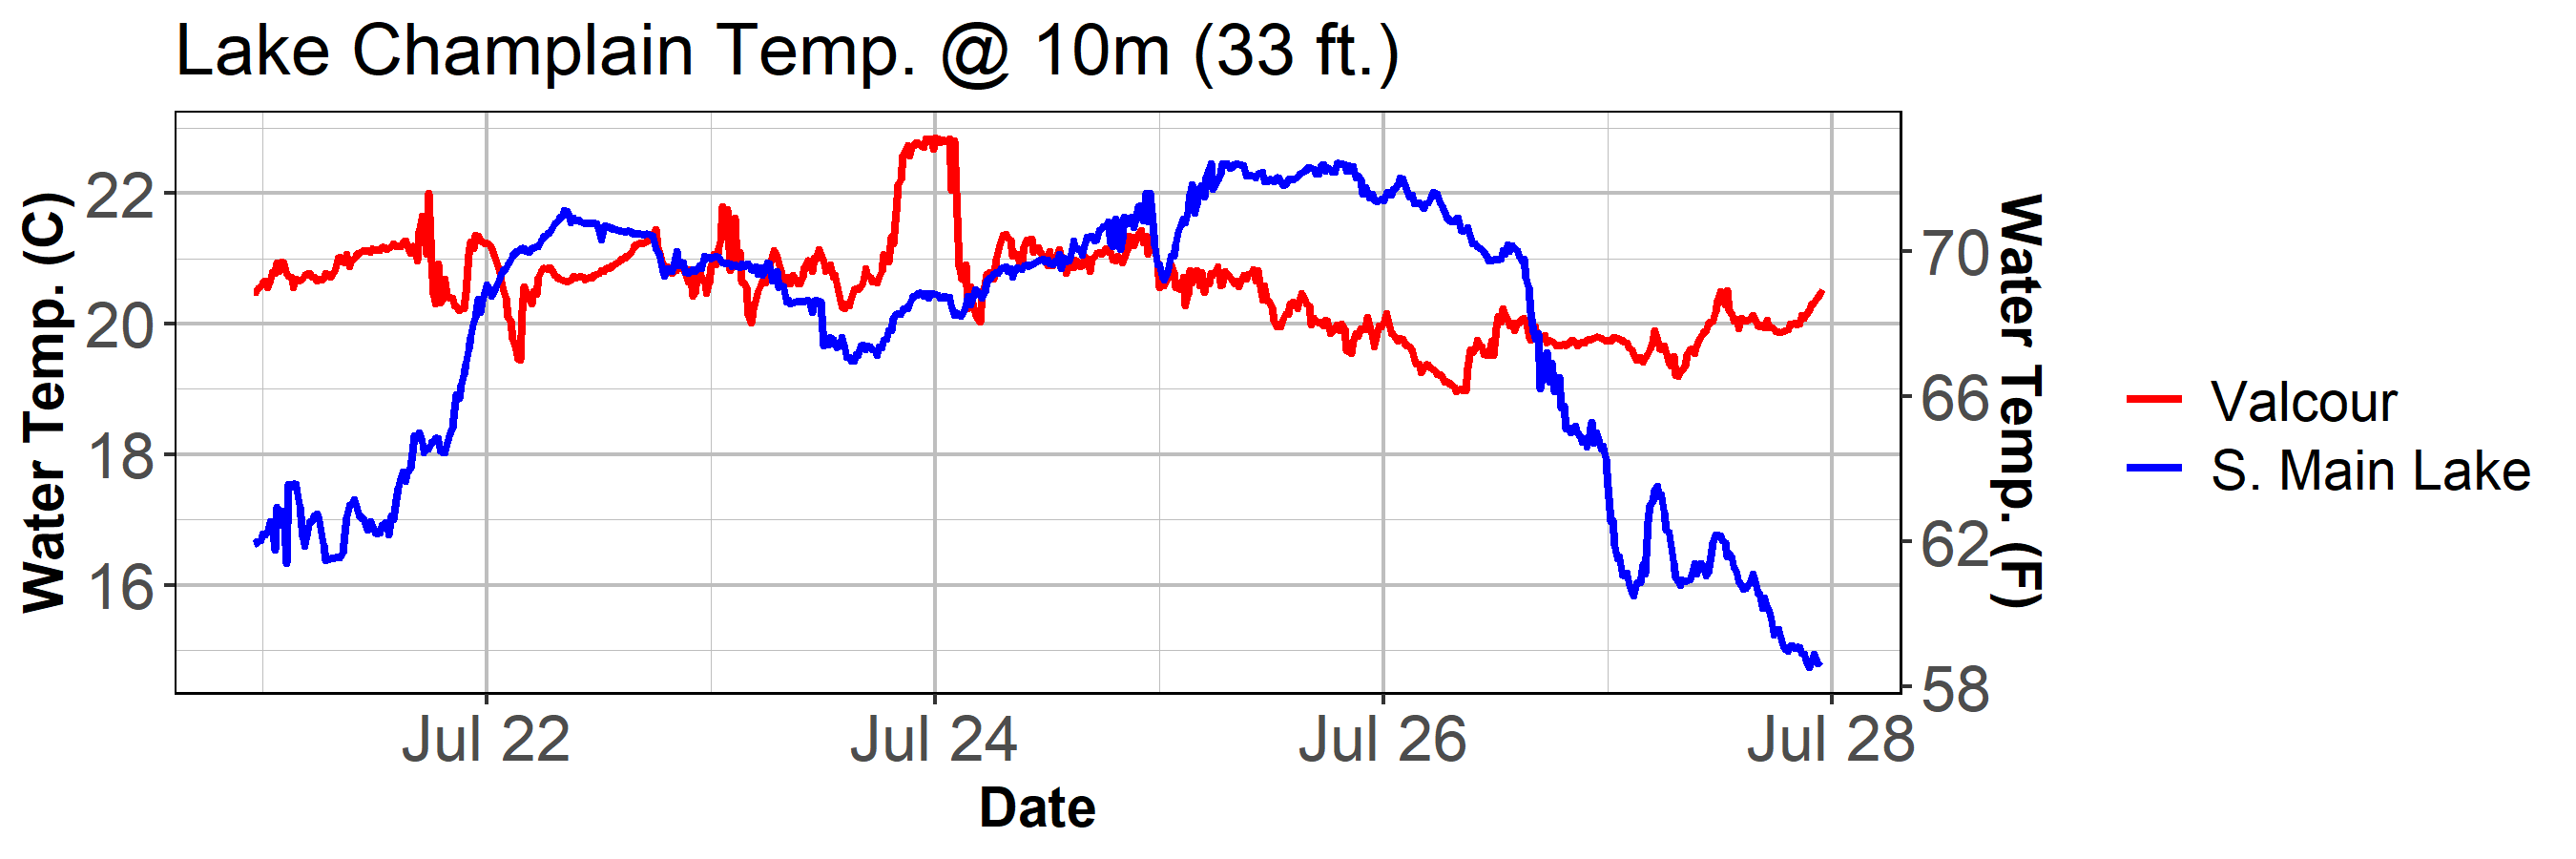 Lake Champlain Temp. @ 10m (33 ft.)
Water Temp. (C)
22
20
18
16
70
66
62
58
Water Temp. (F)
Jul 22
Jul 24
Jul 26
Jul 28
Date
Valcour
S. Main Lake